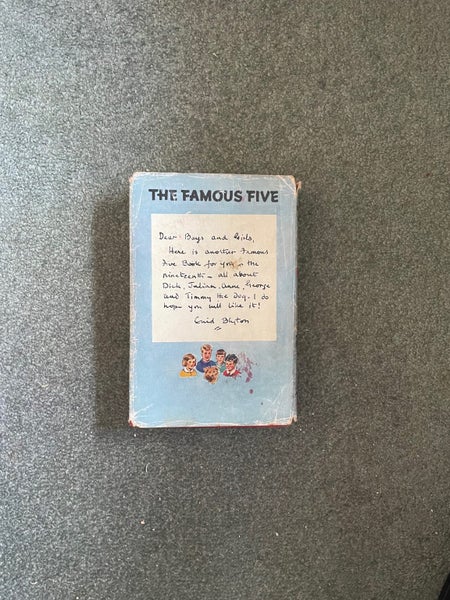 THE FAMOUS FIVE
Dear Boys and Girls,
Here is another Famous
Five Book for you – the
nineteenth – all about
Dick, Julian, Anne, George
and Timmy the Dog. I do
hope you will like it!
Enid Blyton